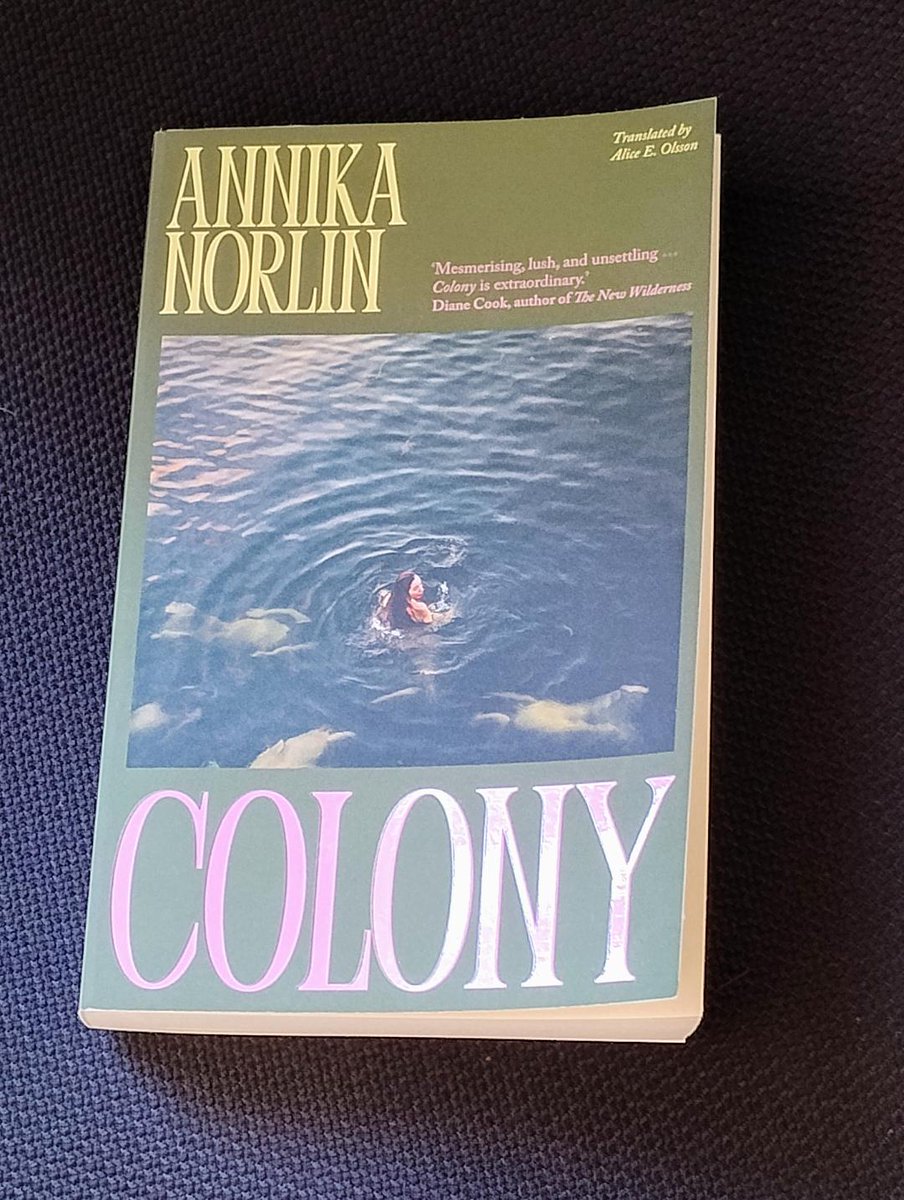 ANNIKA
NORLIN
Translated by
Alice E. Olsson
‘Mesmerising, lush, and unsettling ...
Colony is extraordinary.’
Diane Cook, author of The New Wilderness
COLONY